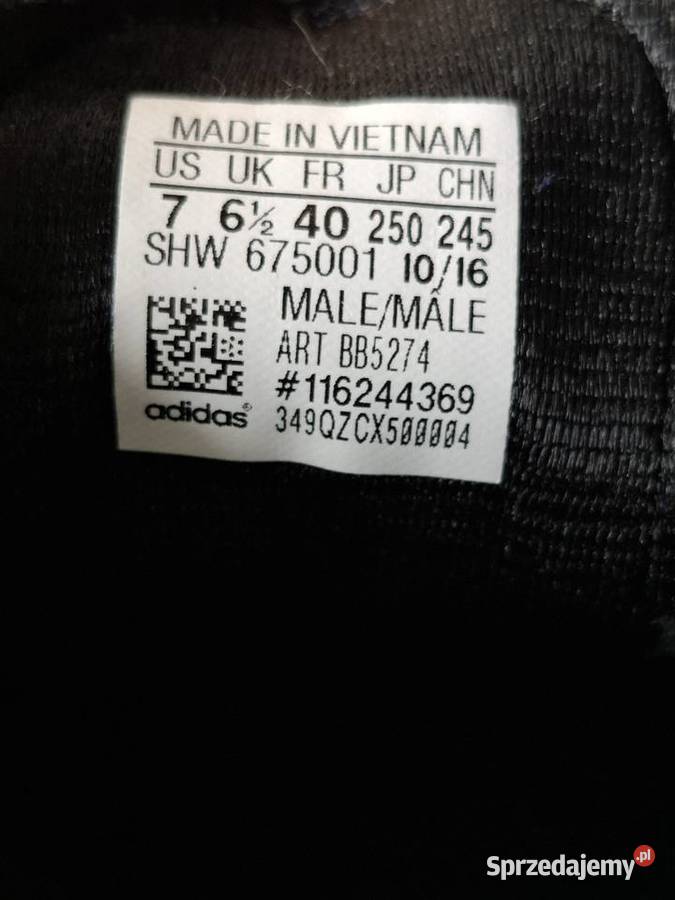 MADE IN VIETNAM
US UK FR JP CHN
7 6½ 40 250 245
SHW 675001 10/16
MALE/MÂLE
ART BB5274
#116244369
adidas®
349QZCX500004
Sprzedajemy.pl